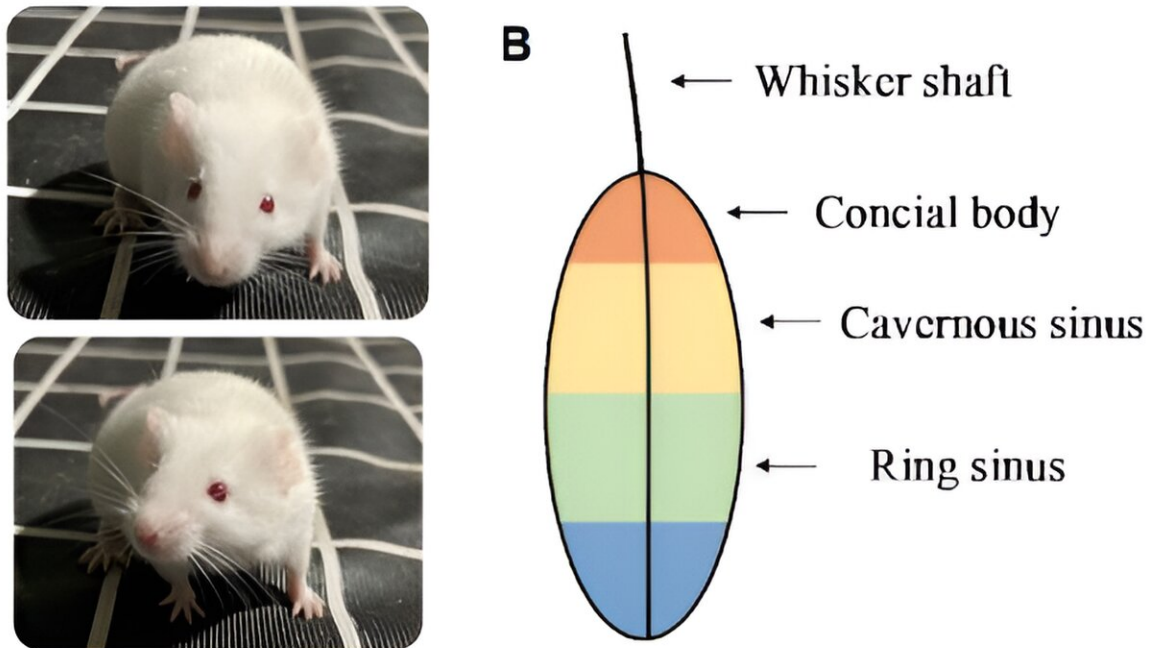 B
Whisker shaft
Concial body
Cavernous sinus
Ring sinus